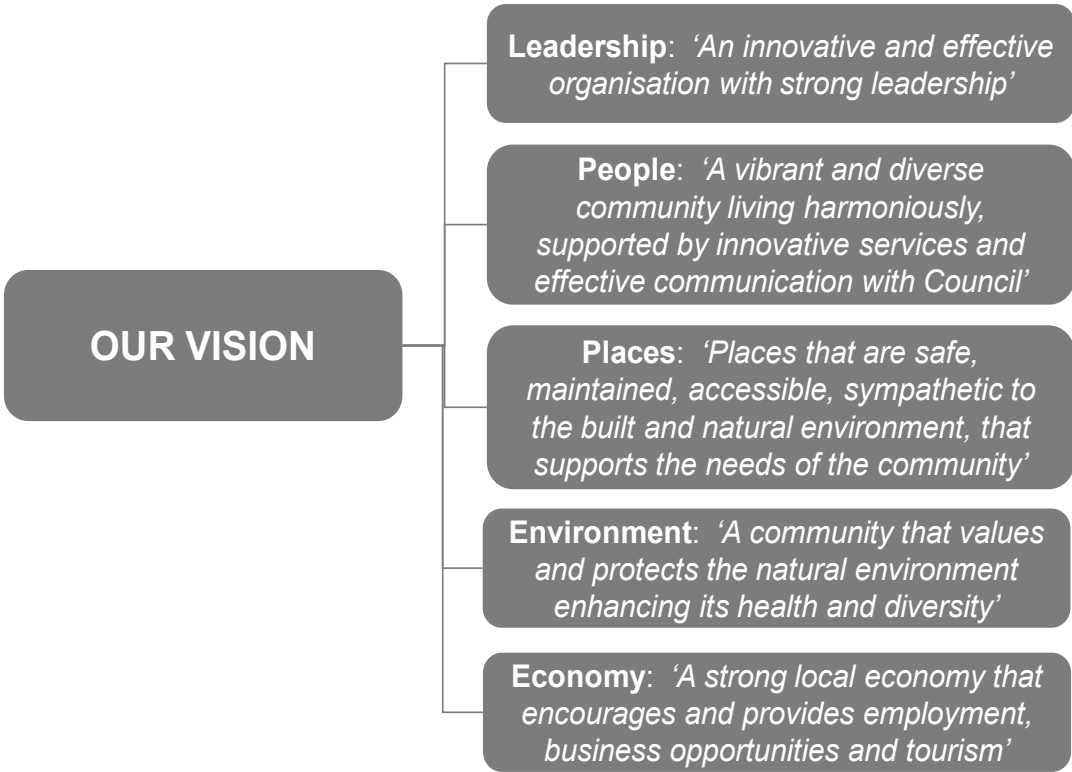 OUR VISION
Leadership: ‘An innovative and effective
organisation with strong leadership’
People: ‘A vibrant and diverse
community living harmoniously,
supported by innovative services and
effective communication with Council’
Places: ‘Places that are safe,
maintained, accessible, sympathetic to
the built and natural environment, that
supports the needs of the community’
Environment: ‘A community that values
and protects the natural environment
enhancing its health and diversity’
Economy: ‘A strong local economy that
encourages and provides employment,
business opportunities and tourism’